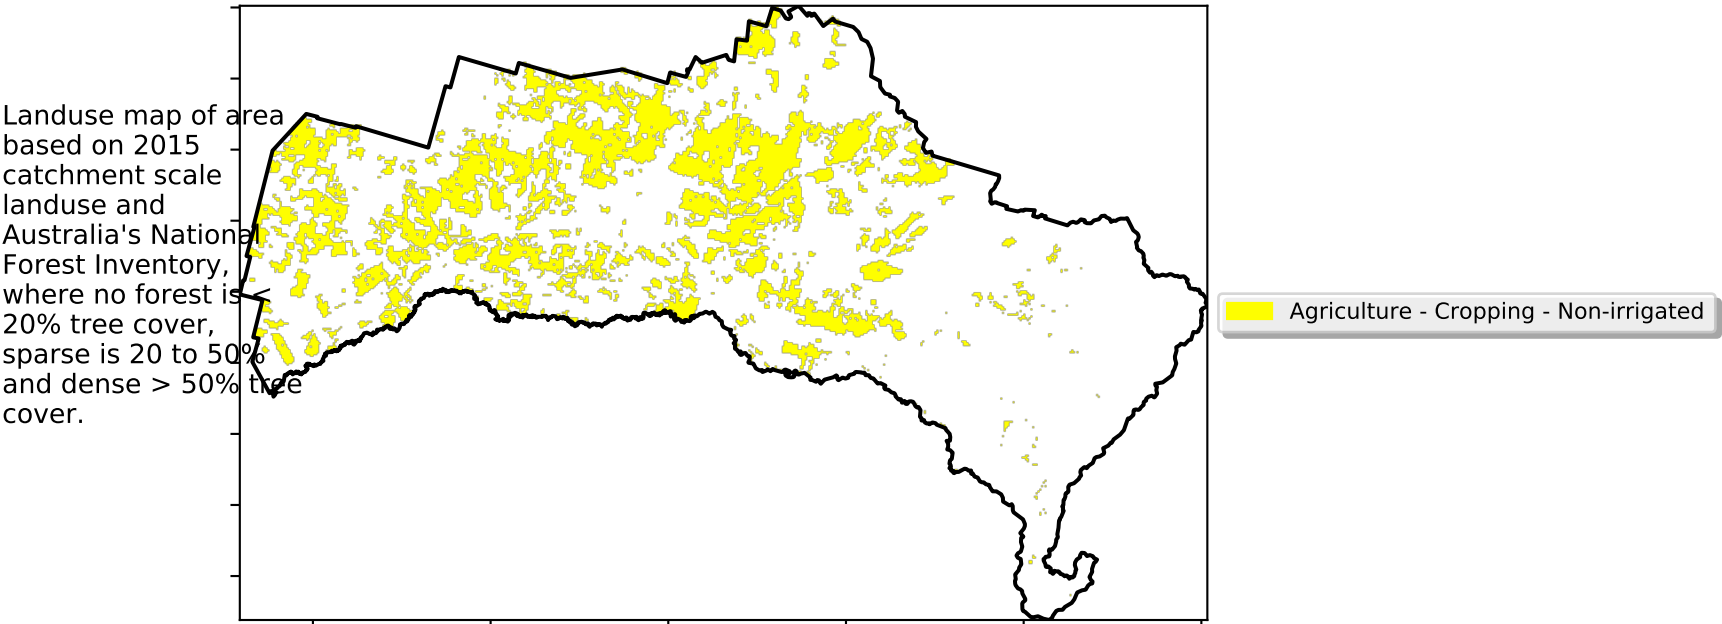 Landuse map of area
based on 2015
catchment scale
landuse and
Australia's National
Forest Inventory,
where no forest is <
20% tree cover,
sparse is 20 to 50%
and dense > 50% tree
cover.
Agriculture - Cropping - Non-irrigated